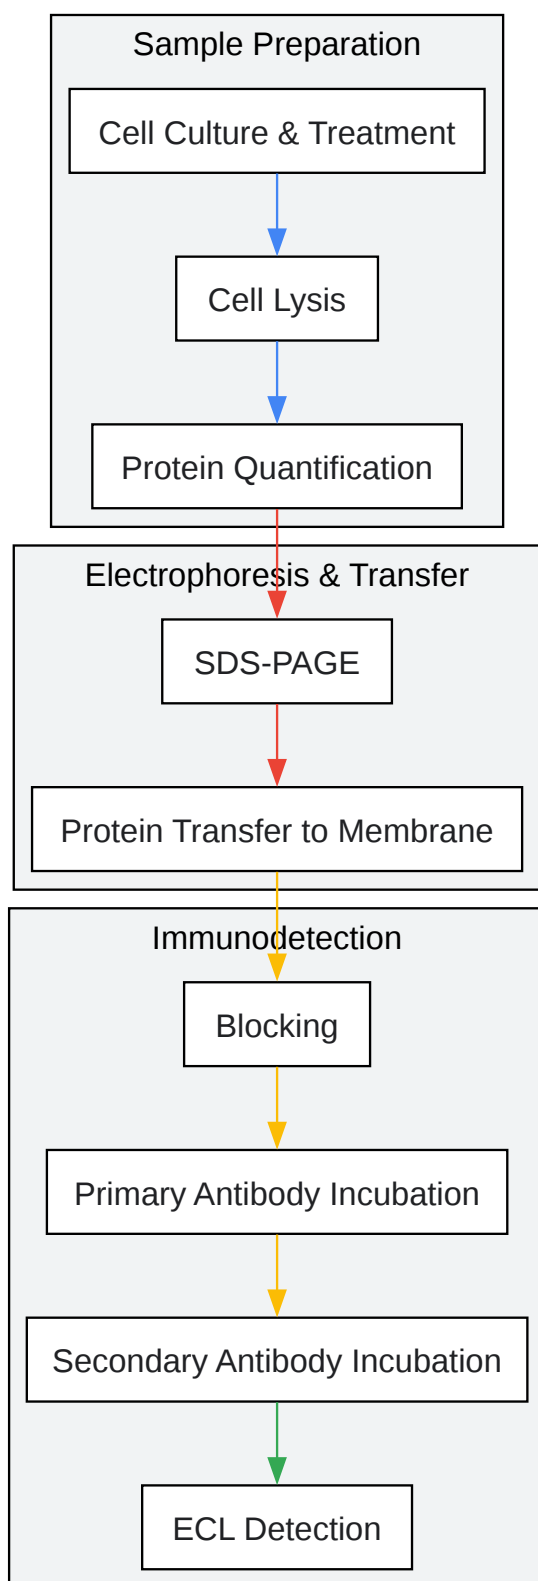 Sample Preparation
Cell Culture & Treatment
Cell Lysis
Protein Quantification
Electrophoresis & Transfer
SDS-PAGE
Protein Transfer to Membrane
Immunodetection
Blocking
Primary Antibody Incubation
Secondary Antibody Incubation
ECL Detection